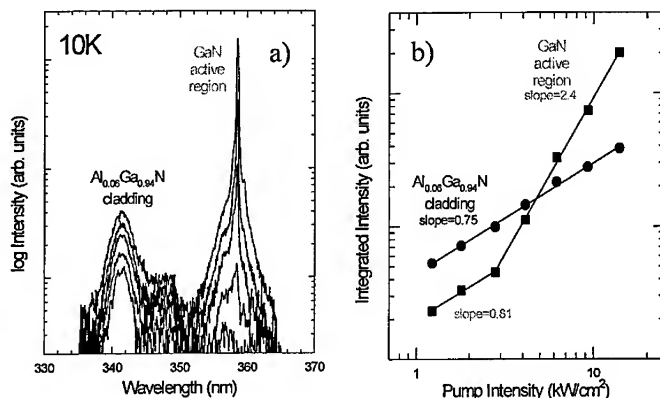 10K
a)
GaN
active
region
Al0.06Ga0.94N
cladding
log Intensity (arb. units)
330 340 350 360 370
Wavelength (nm)
b)
GaN
active
region
slope=2.4
Al0.06Ga0.94N
cladding
slope=0.75
slope=0.81
Integrated Intensity (arb. units)
1 10
Pump Intensity (kW/cm²)